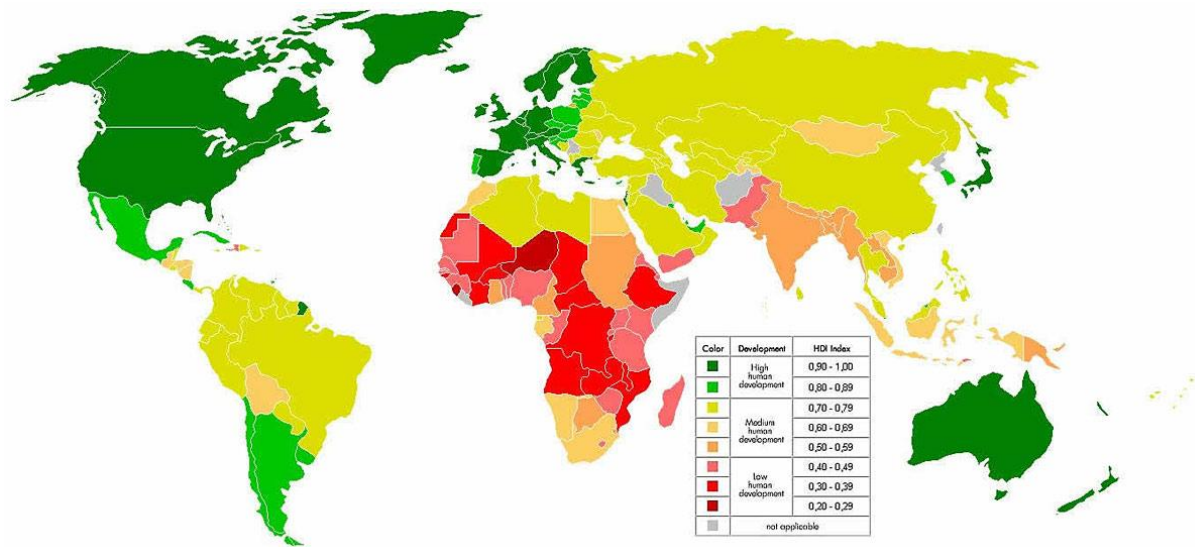 Color Development HDI Index
High
human
development
0,90 - 1,00
0,80 - 0,89
Medium
human
development
0,70 - 0,79
0,60 - 0,69
0,50 - 0,59
Low
human
development
0,40 - 0,49
0,30 - 0,39
0,20 - 0,29
not applicable